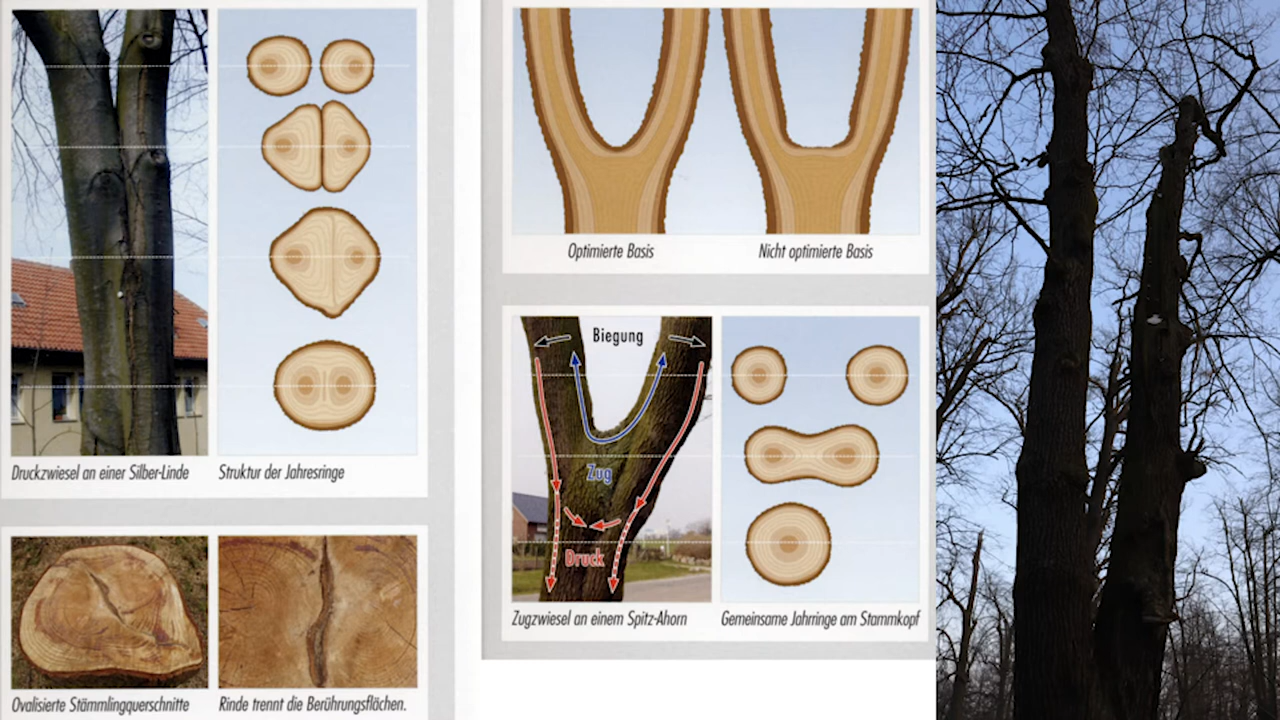 Druckzwiesel an einer Silber-Linde
Struktur der Jahresringe
Ovalisierte Stämmlingquerschnitte
Rinde trennt die Berührungsflächen.
Optimierte Basis
Nicht optimierte Basis
Biegung
Zug
Druck
Zugzwiesel an einem Spitz-Ahorn
Gemeinsame Jahrringe am Stammkopf